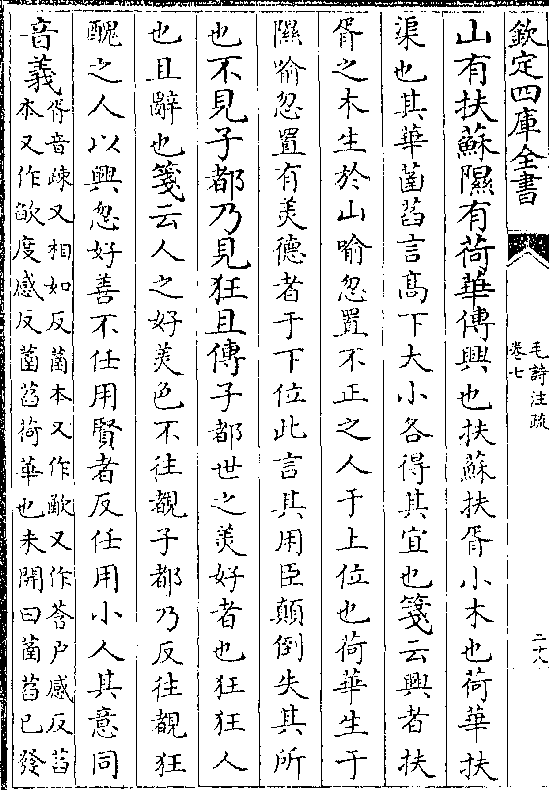 欽定四庫全書
毛詩注疏
卷七
二十八
山有扶蘇隰有荷華傳興也扶蘇扶胥小木也荷華扶
渠也其華菡萏言高下大小各得其宜也箋云興者扶
胥之木生於山喻忽置不正之人于上位也荷華生于
隰喻忽置有美德者于下位此言其用臣顛倒失其所
也不見子都乃見狂且傳子都世之美好者也狂狂人
也且辭也箋云人之好美色不往覩子都乃反往覩狂
醜之人以興忽好善不任用賢者反任用小人其意同
音義胥音疎又相如反菡本又作歜又作莟户感反萏
本又作欿度感反菡萏荷華也未開曰菡萏已發